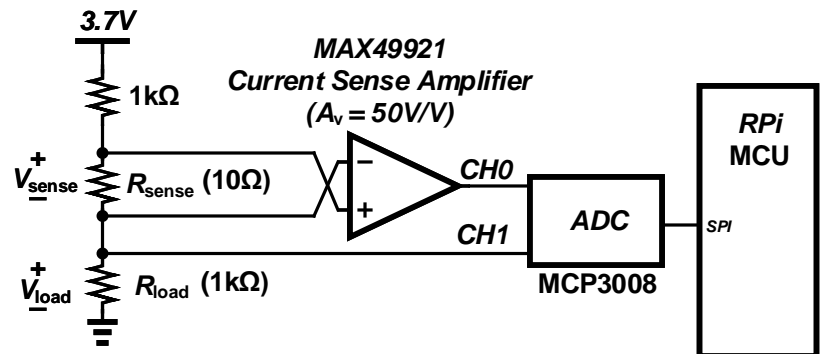 3.7V
1kΩ
MAX49921
Current Sense Amplifier
(Av = 50V/V)
+
Vsense
−
Rsense (10Ω)
−
+
CH0
CH1
ADC
MCP3008
RPi
MCU
SPI
+
Vload
−
Rload (1kΩ)